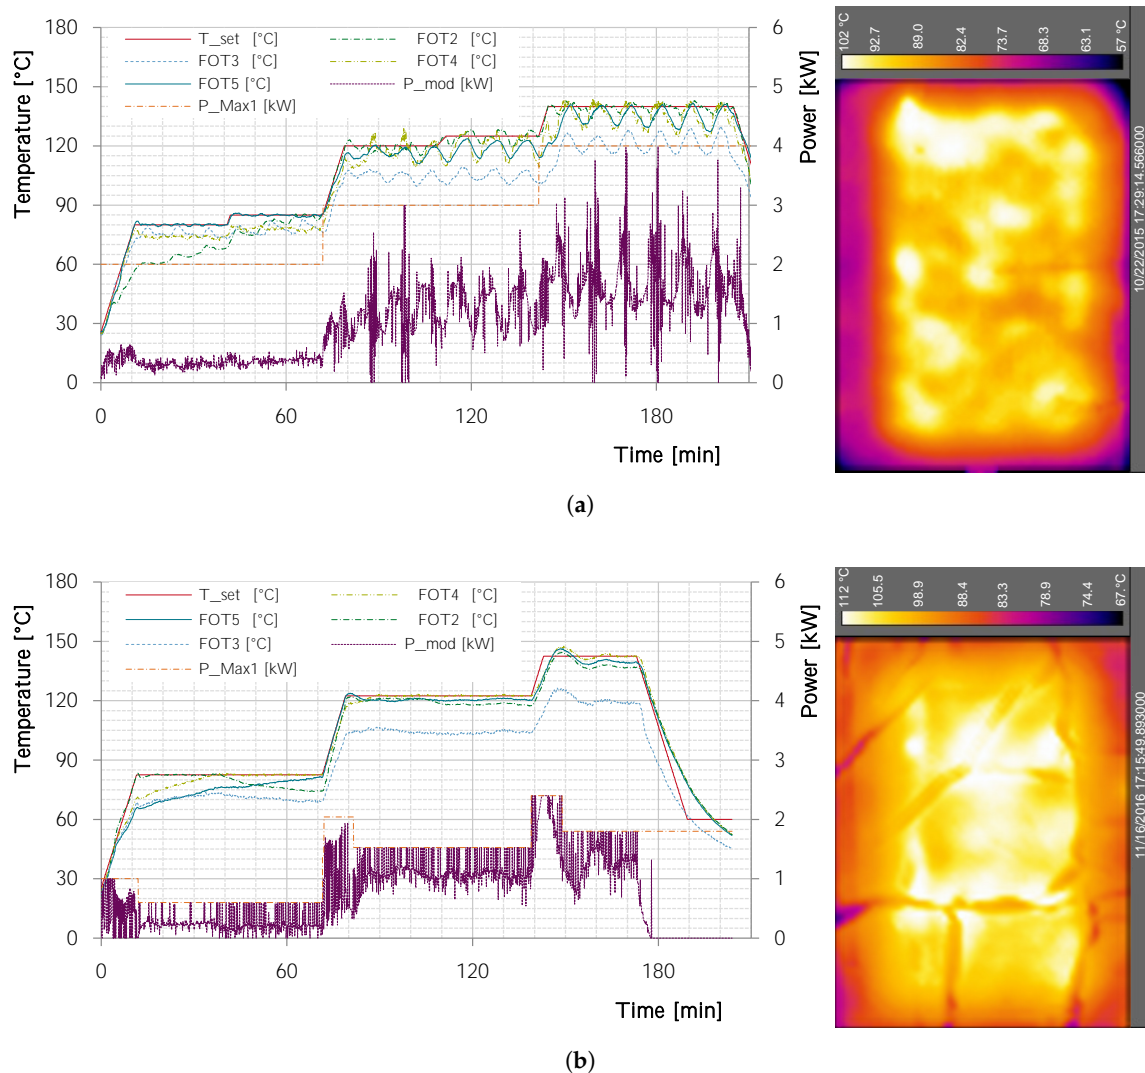 180
150
120
90
60
30
0
Temperature [°C]
T_set [°C]
FOT2 [°C]
FOT3 [°C]
FOT4 [°C]
FOT5 [°C]
P_mod [kW]
P_Max1 [kW]
6
5
4
3
2
1
0
Power [kW]
0
60
120
180
Time [min]
102 °C
92.7
89.0
82.4
73.7
68.3
63.1
57 °C
10/22/2015 17:29:14.566000
(a)
180
150
120
90
60
30
0
Temperature [°C]
T_set [°C]
FOT4 [°C]
FOT5 [°C]
FOT2 [°C]
FOT3 [°C]
P_mod [kW]
P_Max1 [kW]
6
5
4
3
2
1
0
Power [kW]
0
60
120
180
Time [min]
112 °C
105.5
98.9
88.4
83.3
78.9
74.4
67.°C
11/16/2016 17:15:49.893000
(b)